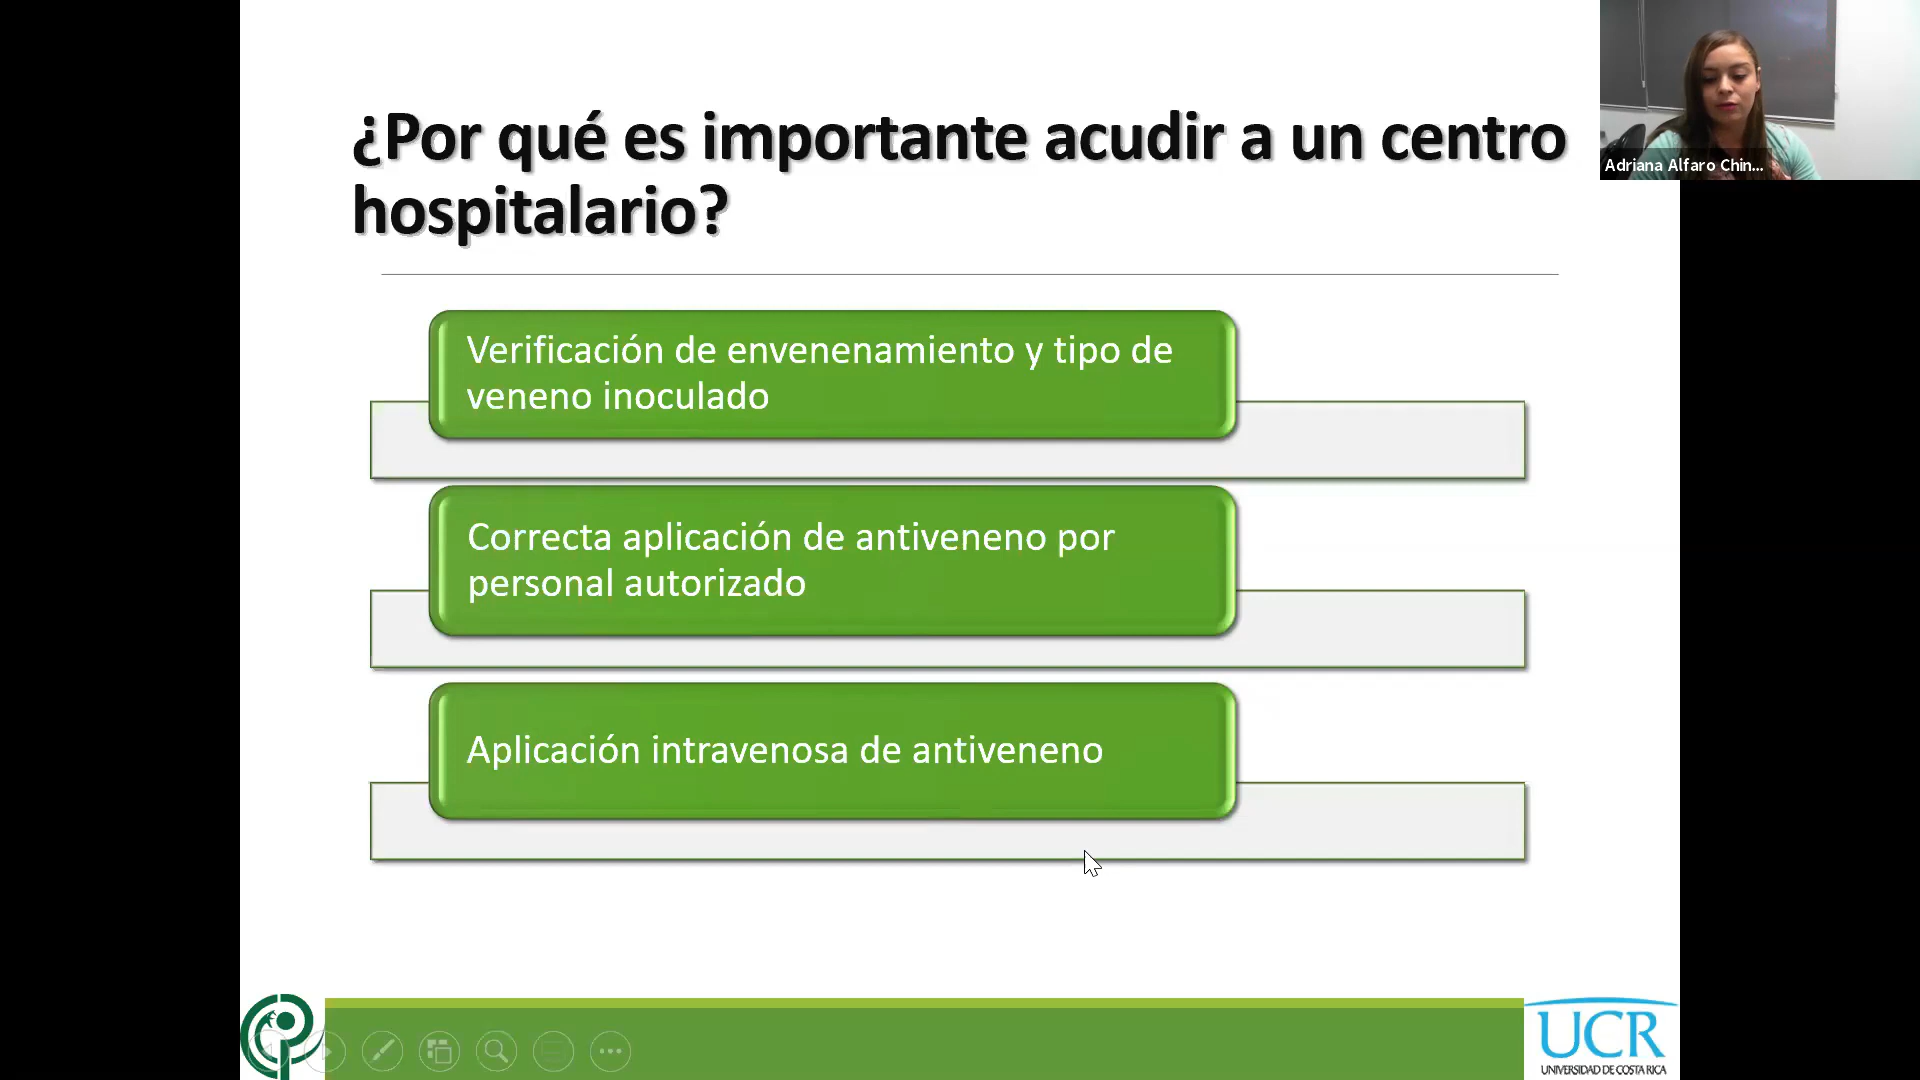 ¿Por qué es importante acudir a un centro
hospitalario?
Adriana Alfaro Chin...
Verificación de envenenamiento y tipo de
veneno inoculado
Correcta aplicación de antiveneno por
personal autorizado
Aplicación intravenosa de antiveneno
UCR
UNIVERSIDAD DE COSTA RICA